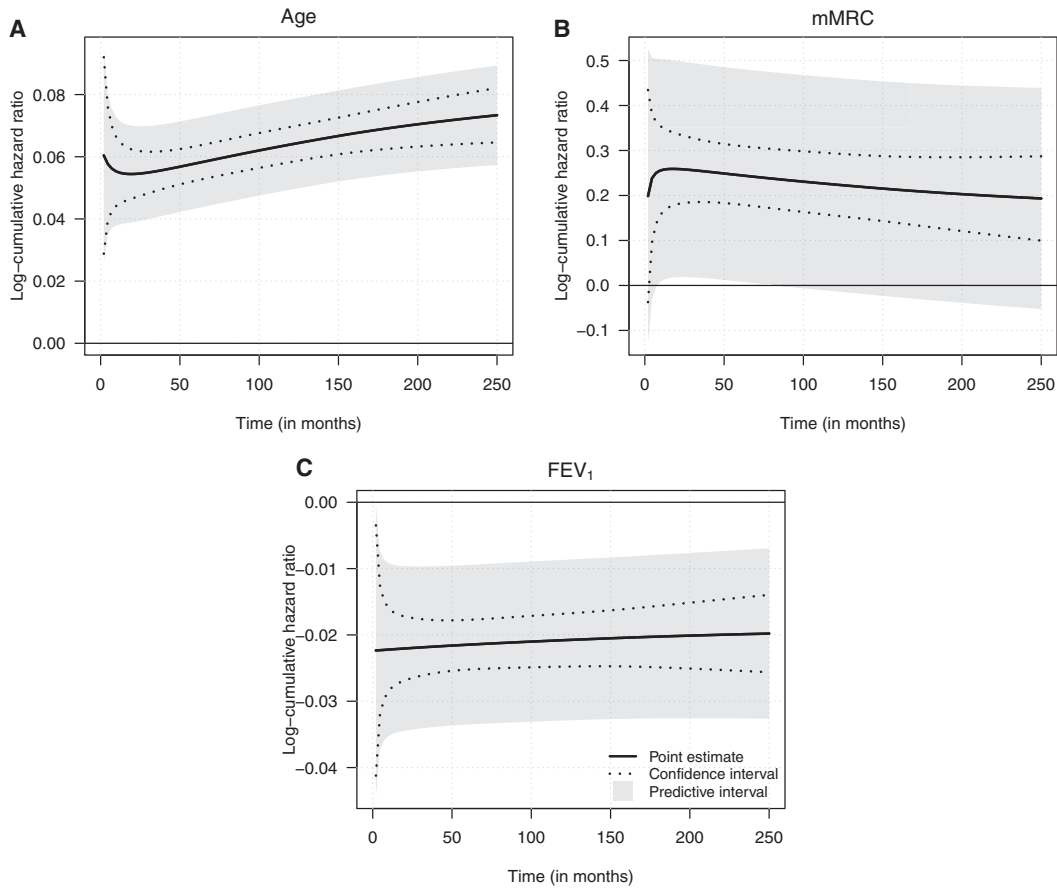 A
Age
Log−cumulative hazard ratio
0.08
0.06
0.04
0.02
0.00
0 50 100 150 200 250
Time (in months)
B
mMRC
Log−cumulative hazard ratio
0.5
0.4
0.3
0.2
0.1
0.0
−0.1
0 50 100 150 200 250
Time (in months)
C
FEV₁
Log−cumulative hazard ratio
0.00
−0.01
−0.02
−0.03
−0.04
Point estimate
Confidence interval
Predictive interval
0 50 100 150 200 250
Time (in months)